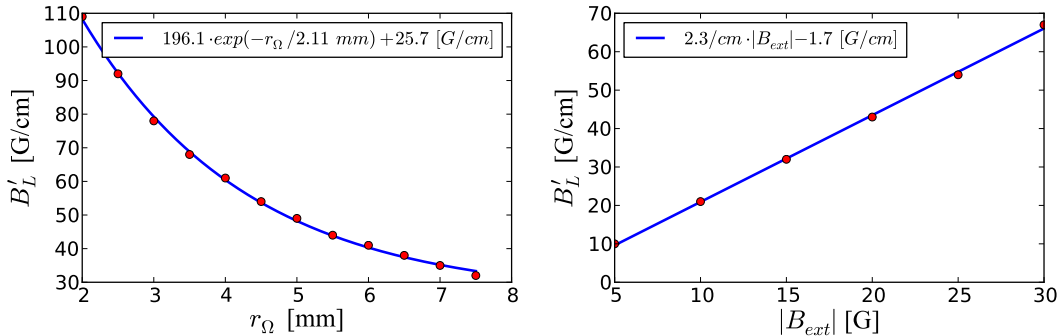 196.1·exp(−r_Ω/2.11 mm)+25.7 [G/cm]
B'_L [G/cm]
110
100
90
80
70
60
50
40
30
2 3 4 5 6 7 8
r_Ω [mm]
2.3/cm·|B_ext|−1.7 [G/cm]
B'_L [G/cm]
70
60
50
40
30
20
10
0
5 10 15 20 25 30
|B_ext| [G]